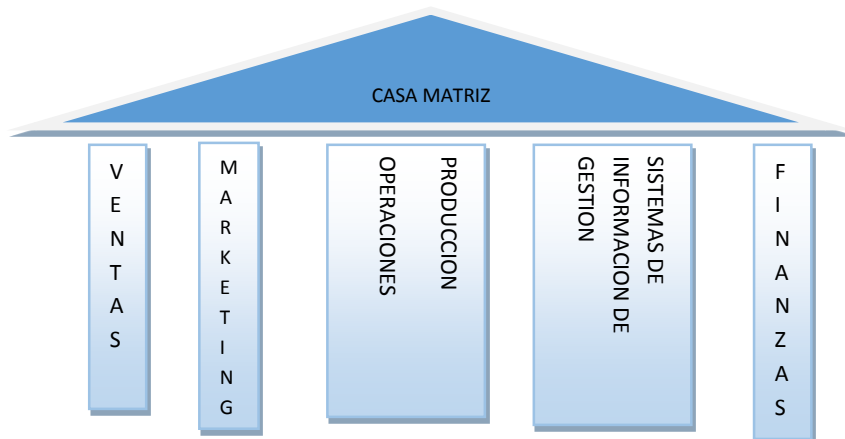 CASA MATRIZ
VENTAS
MARKETING
PRODUCCION
OPERACIONES
SISTEMAS DE
INFORMACION DE
GESTION
FINANZAS